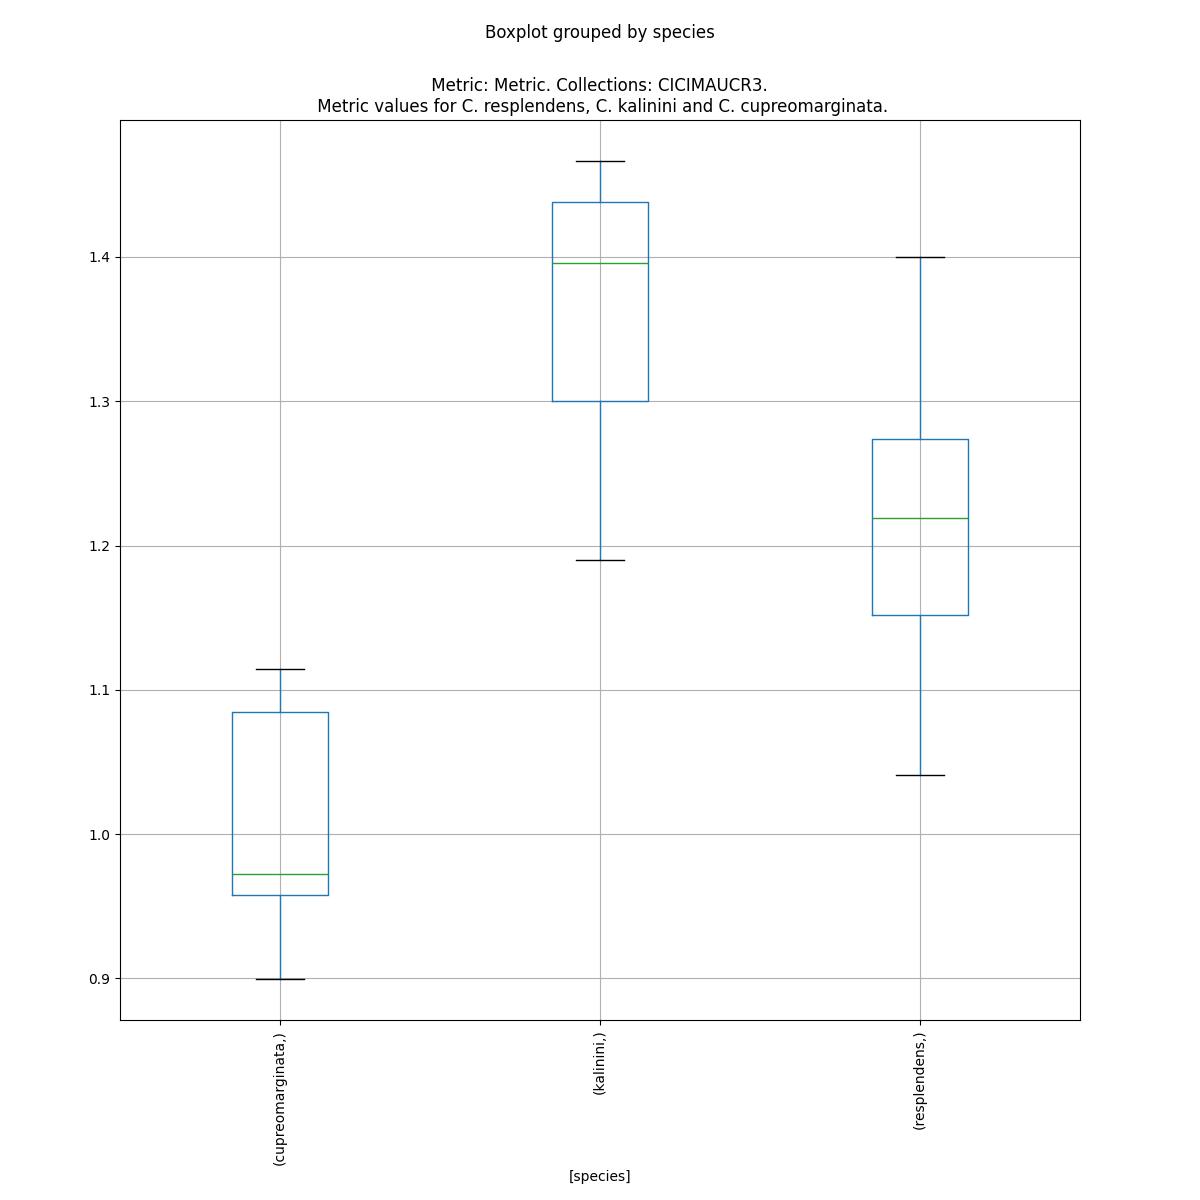 Boxplot grouped by species
Metric: Metric. Collections: CICIMAUCR3.
Metric values for C. resplendens, C. kalinini and C. cupreomarginata.
1.4
1.3
1.2
1.1
1.0
0.9
(cupreomarginata,)
(kalinini,)
(resplendens,)
[species]